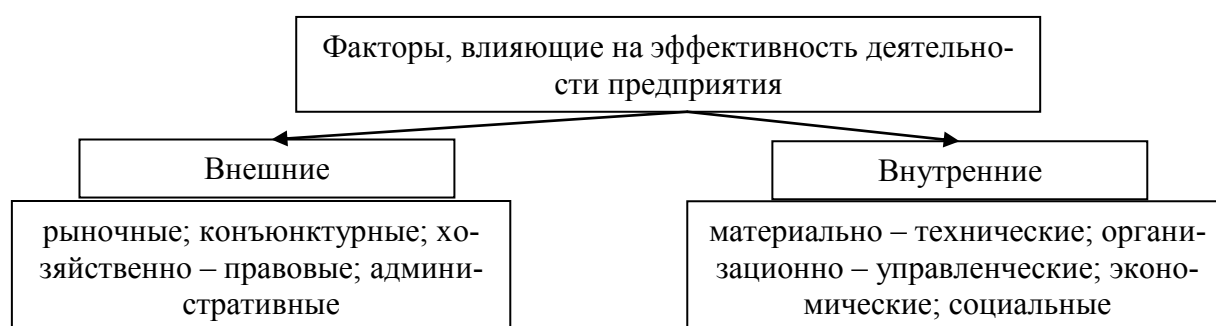 Факторы, влияющие на эффективность деятельно-
сти предприятия
Внешние
рыночные; конъюнктурные; хо-
зяйственно – правовые; админи-
стративные
Внутренние
материально – технические; органи-
зационно – управленческие; эконо-
мические; социальные